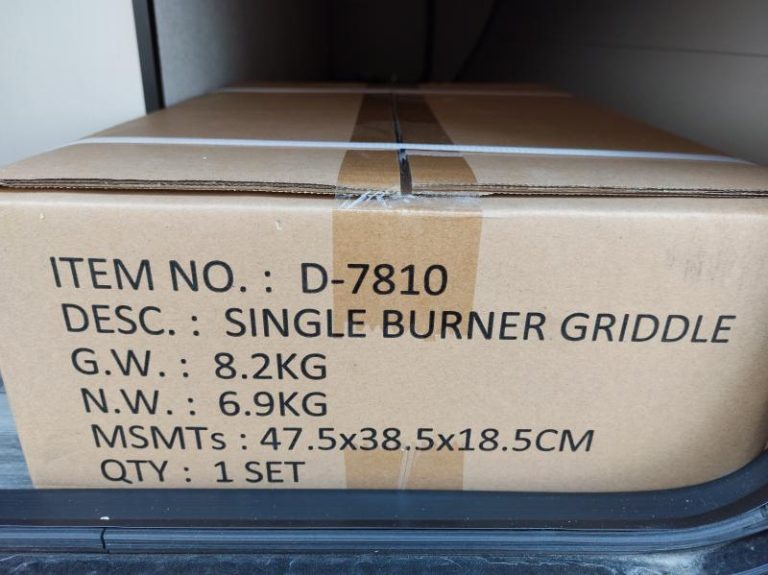 ITEM NO. : D-7810
DESC. : SINGLE BURNER GRIDDLE
G.W. : 8.2KG
N.W. : 6.9KG
MSMTs : 47.5x38.5x18.5CM
QTY : 1 SET